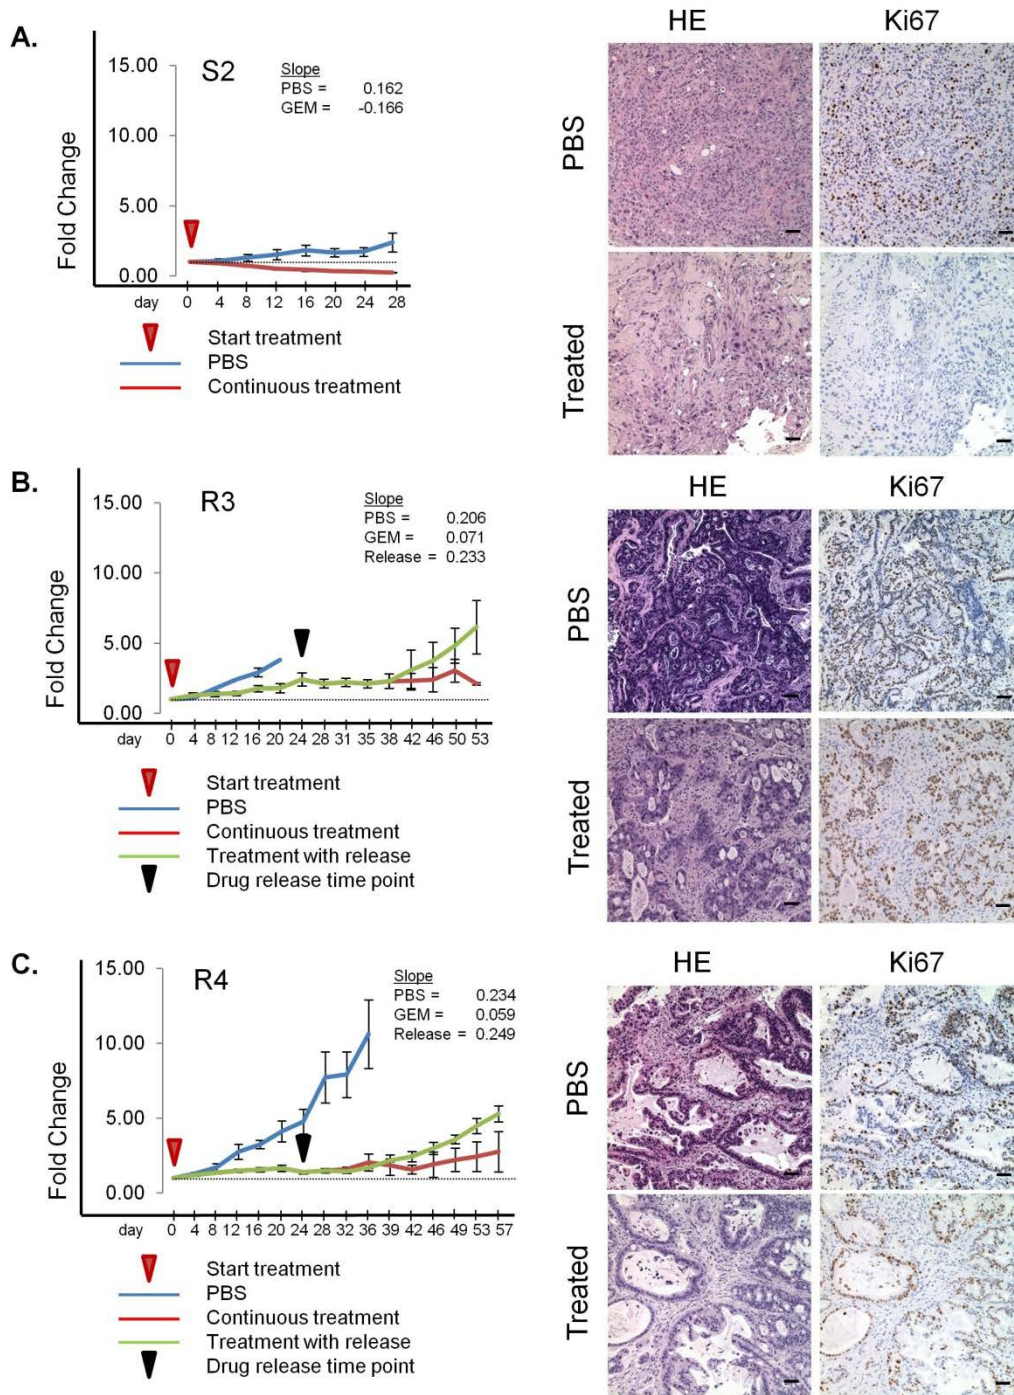 A.
S2
Slope
PBS = 0.162
GEM = -0.166
Fold Change
15.00
10.00
5.00
0.00
day 0 4 8 12 16 20 24 28
Start treatment
PBS
Continuous treatment
HE Ki67
PBS
Treated
B.
R3
Slope
PBS = 0.206
GEM = 0.071
Release = 0.233
Fold Change
15.00
10.00
5.00
0.00
day 0 4 8 12 16 20 24 28 31 35 38 42 46 50 53
Start treatment
PBS
Continuous treatment
Treatment with release
Drug release time point
HE Ki67
PBS
Treated
C.
R4
Slope
PBS = 0.234
GEM = 0.059
Release = 0.249
Fold Change
15.00
10.00
5.00
0.00
day 0 4 8 12 16 20 24 28 32 36 39 42 46 49 53 57
Start treatment
PBS
Continuous treatment
Treatment with release
Drug release time point
HE Ki67
PBS
Treated